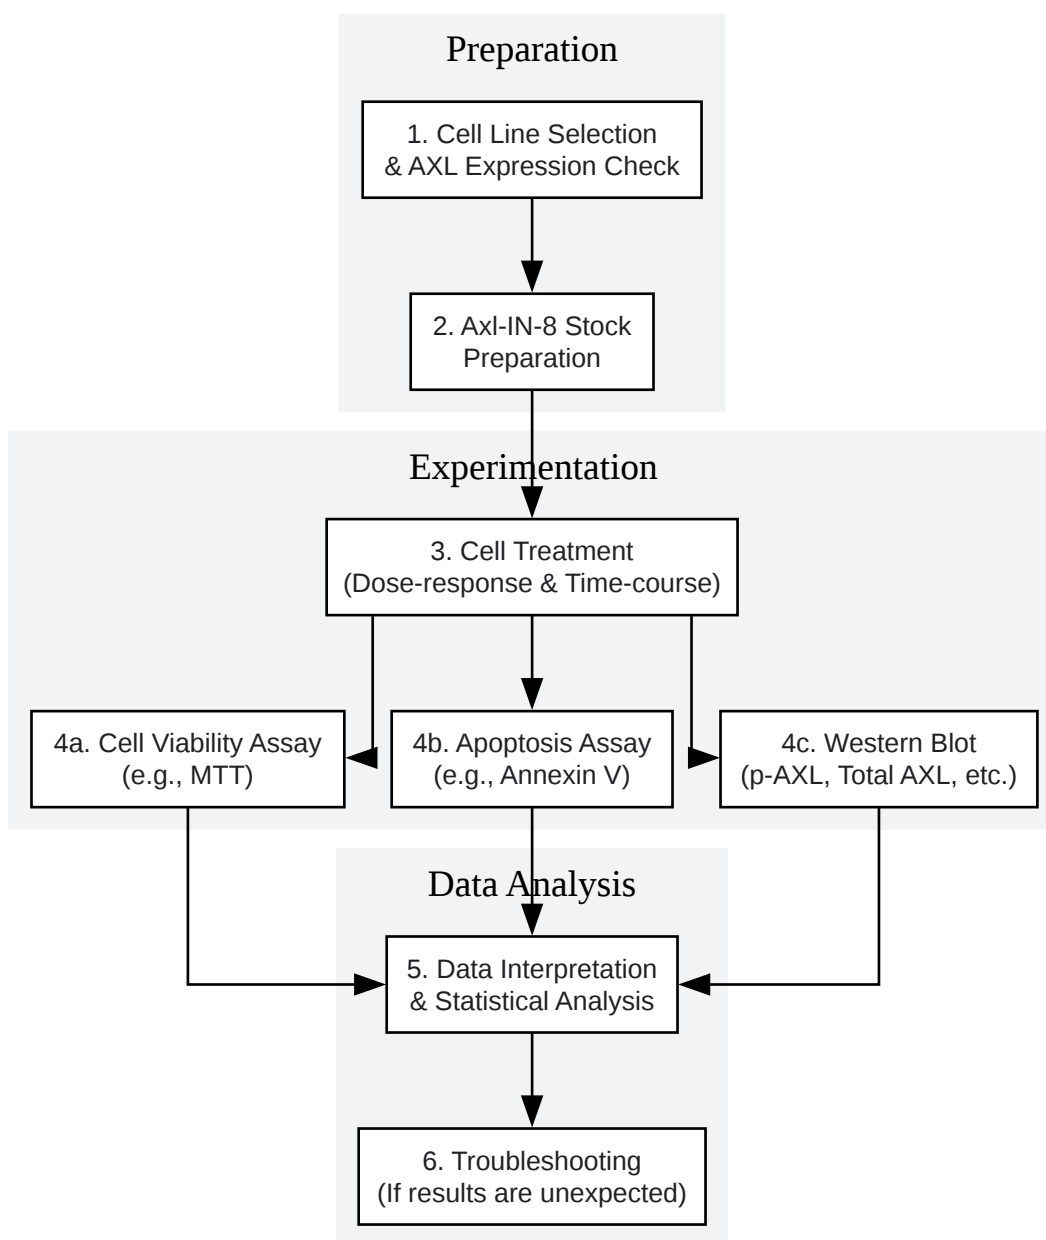 Preparation
1. Cell Line Selection
& AXL Expression Check
2. Axl-IN-8 Stock
Preparation
Experimentation
3. Cell Treatment
(Dose-response & Time-course)
4a. Cell Viability Assay
(e.g., MTT)
4b. Apoptosis Assay
(e.g., Annexin V)
4c. Western Blot
(p-AXL, Total AXL, etc.)
Data Analysis
5. Data Interpretation
& Statistical Analysis
6. Troubleshooting
(If results are unexpected)